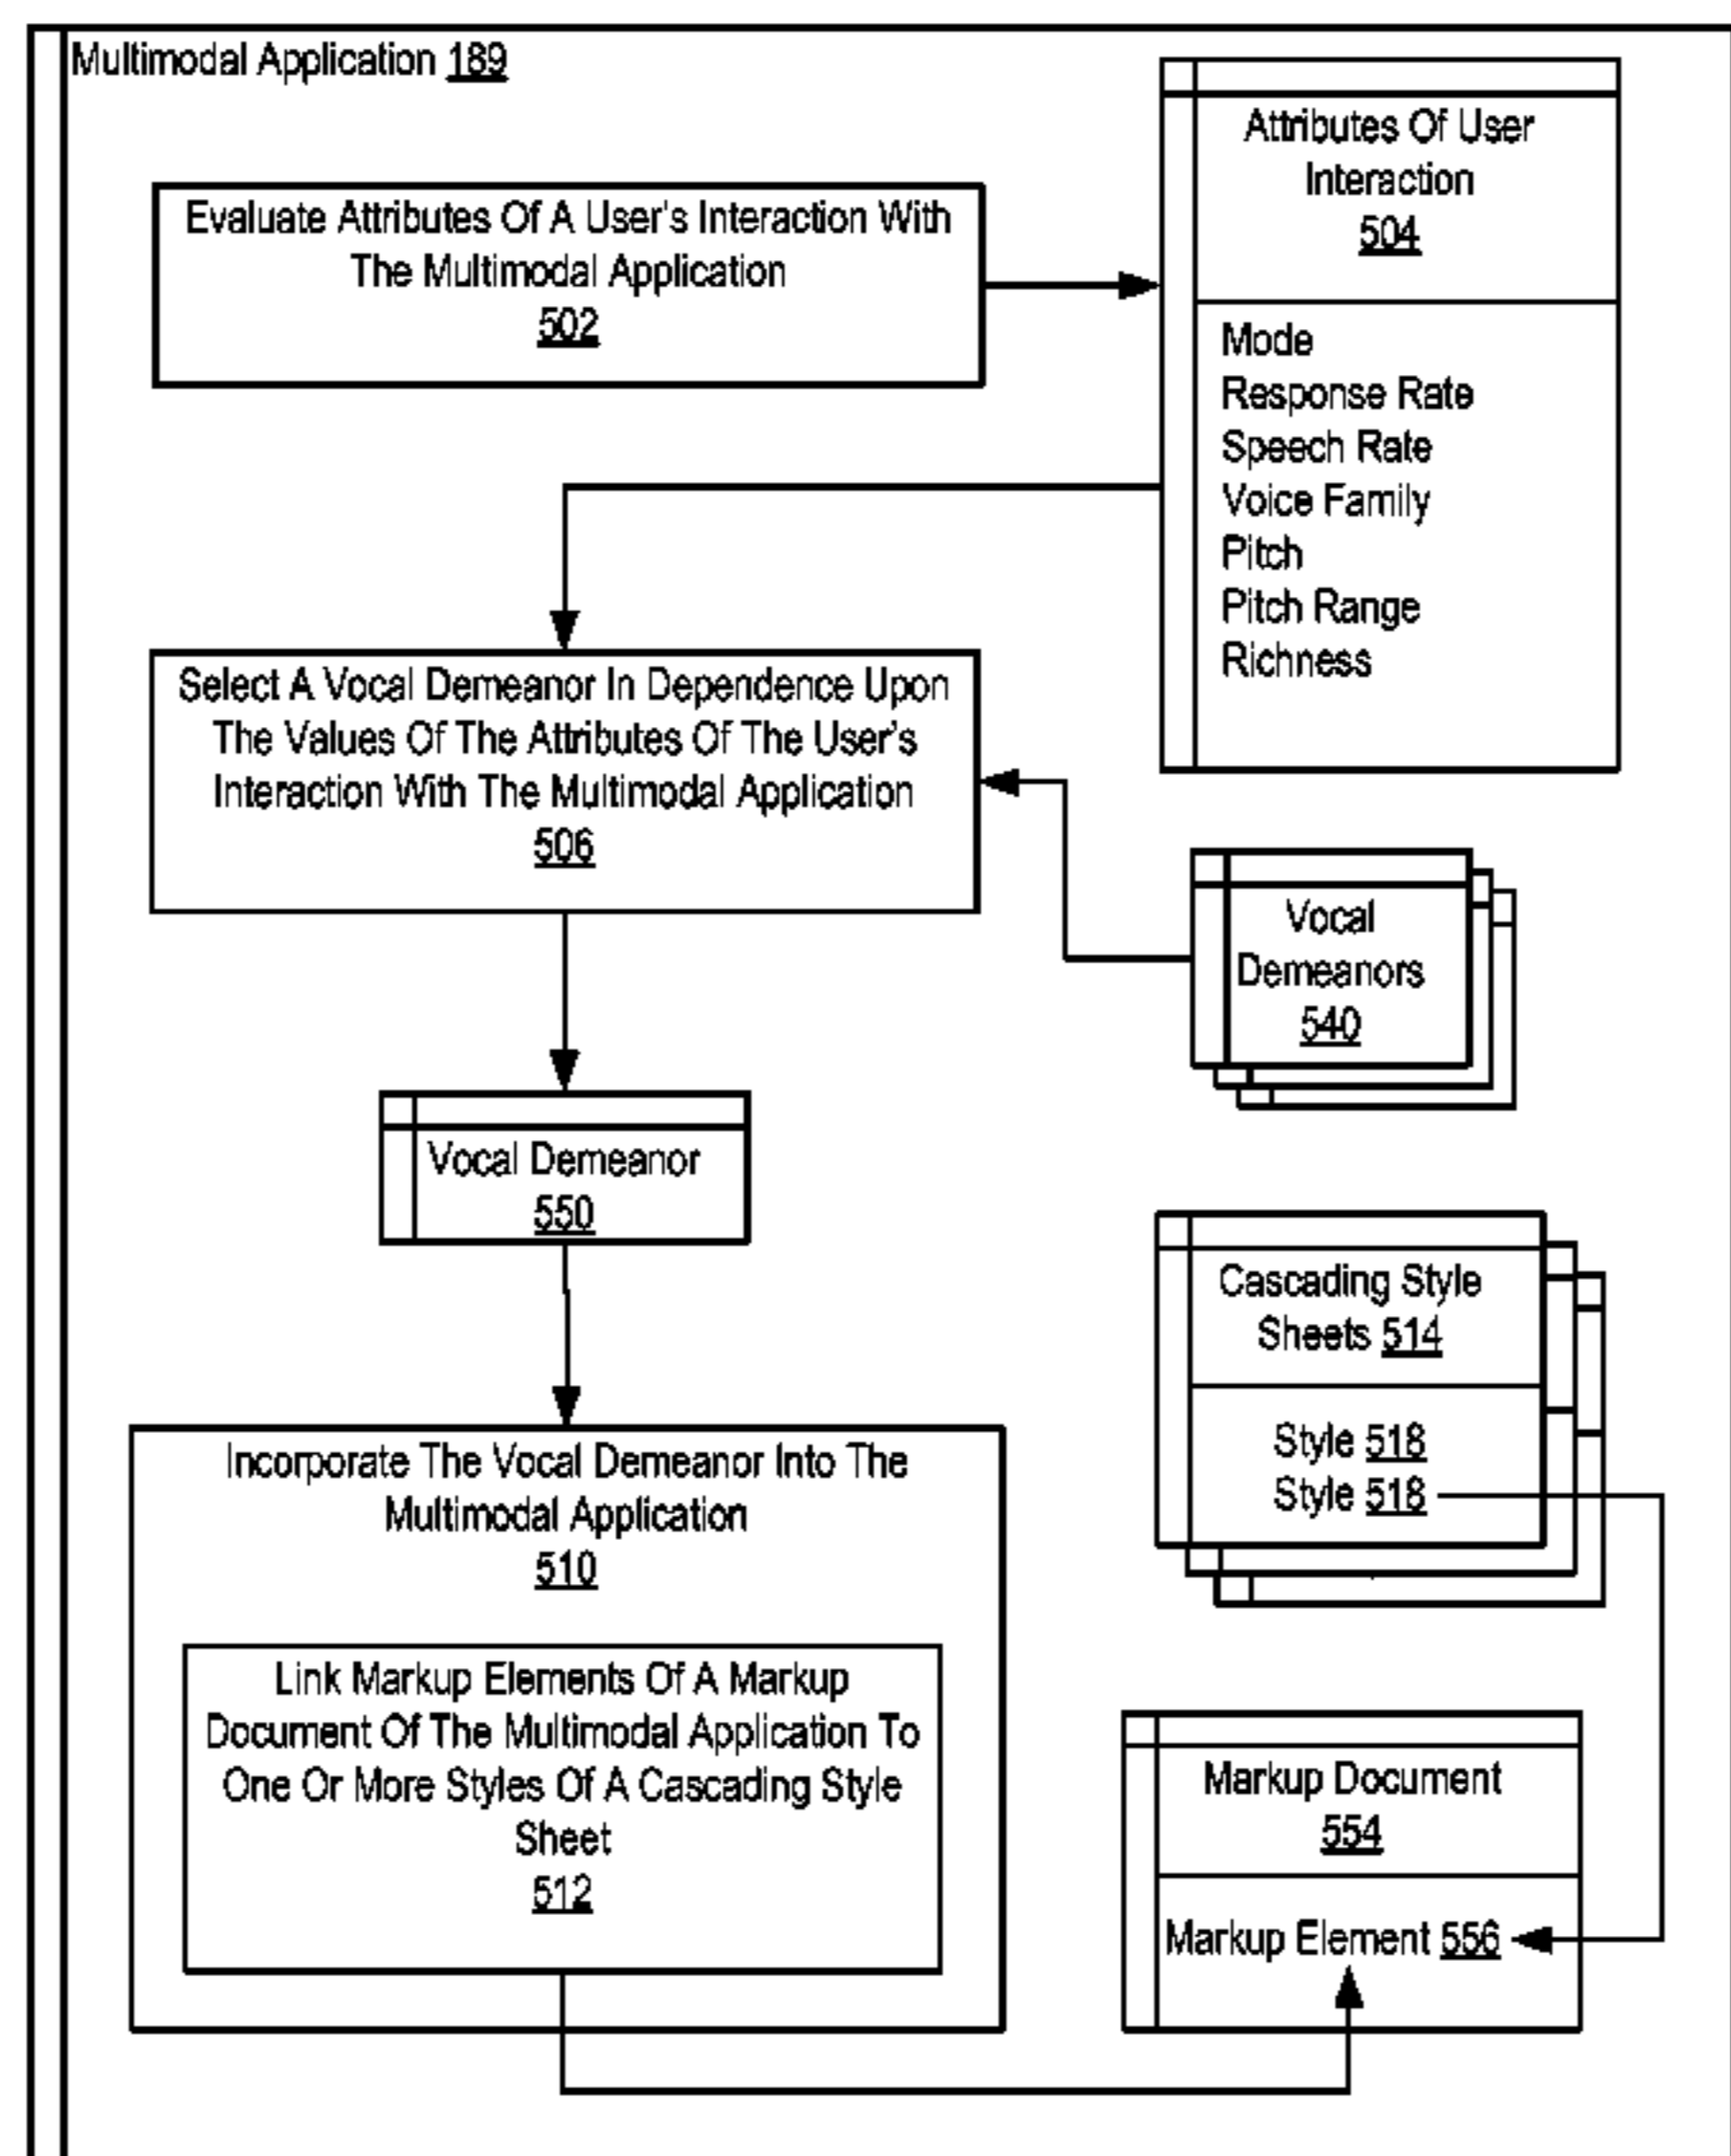 Multimodal Application 189
Attributes Of User
Interaction
504
Mode
Response Rate
Speech Rate
Voice Family
Pitch
Pitch Range
Richness
Evaluate Attributes Of A User's Interaction With
The Multimodal Application
502
Select A Vocal Demeanor In Dependence Upon
The Values Of The Attributes Of The User's
Interaction With The Multimodal Application
506
Vocal
Demeanors
540
Vocal Demeanor
550
Cascading Style
Sheets 514
Style 518
Style 518
Incorporate The Vocal Demeanor Into The
Multimodal Application
510
Link Markup Elements Of A Markup
Document Of The Multimodal Application To
One Or More Styles Of A Cascading Style
Sheet
512
Markup Document
554
Markup Element 556